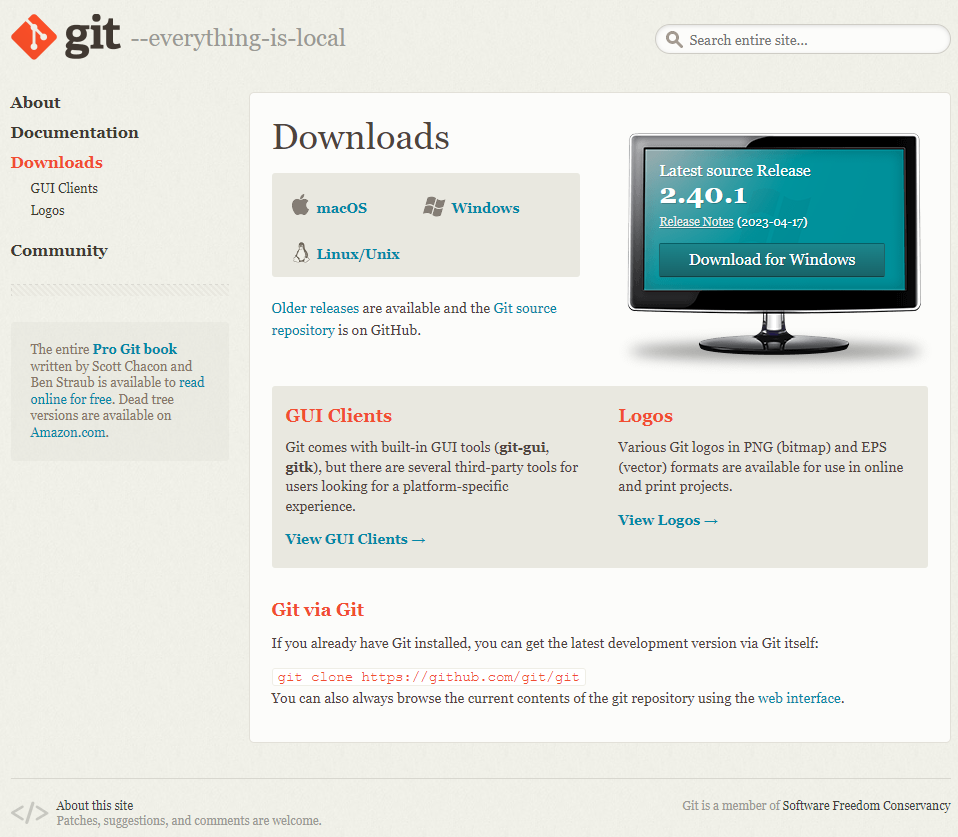 git --everything-is-local
Search entire site...
About
Documentation
Downloads
GUI Clients
Logos
Community
The entire Pro Git book
written by Scott Chacon and
Ben Straub is available to read
online for free. Dead tree
versions are available on
Amazon.com.
Downloads
macOS
Windows
Linux/Unix
Older releases are available and the Git source
repository is on GitHub.
Latest source Release
2.40.1
Release Notes (2023-04-17)
Download for Windows
GUI Clients
Git comes with built-in GUI tools (git-gui,
gitk), but there are several third-party tools for
users looking for a platform-specific
experience.
View GUI Clients →
Logos
Various Git logos in PNG (bitmap) and EPS
(vector) formats are available for use in online
and print projects.
View Logos →
Git via Git
If you already have Git installed, you can get the latest development version via Git itself:
git clone https://github.com/git/git
You can also always browse the current contents of the git repository using the web interface.
</> About this site
Patches, suggestions, and comments are welcome.
Git is a member of Software Freedom Conservancy